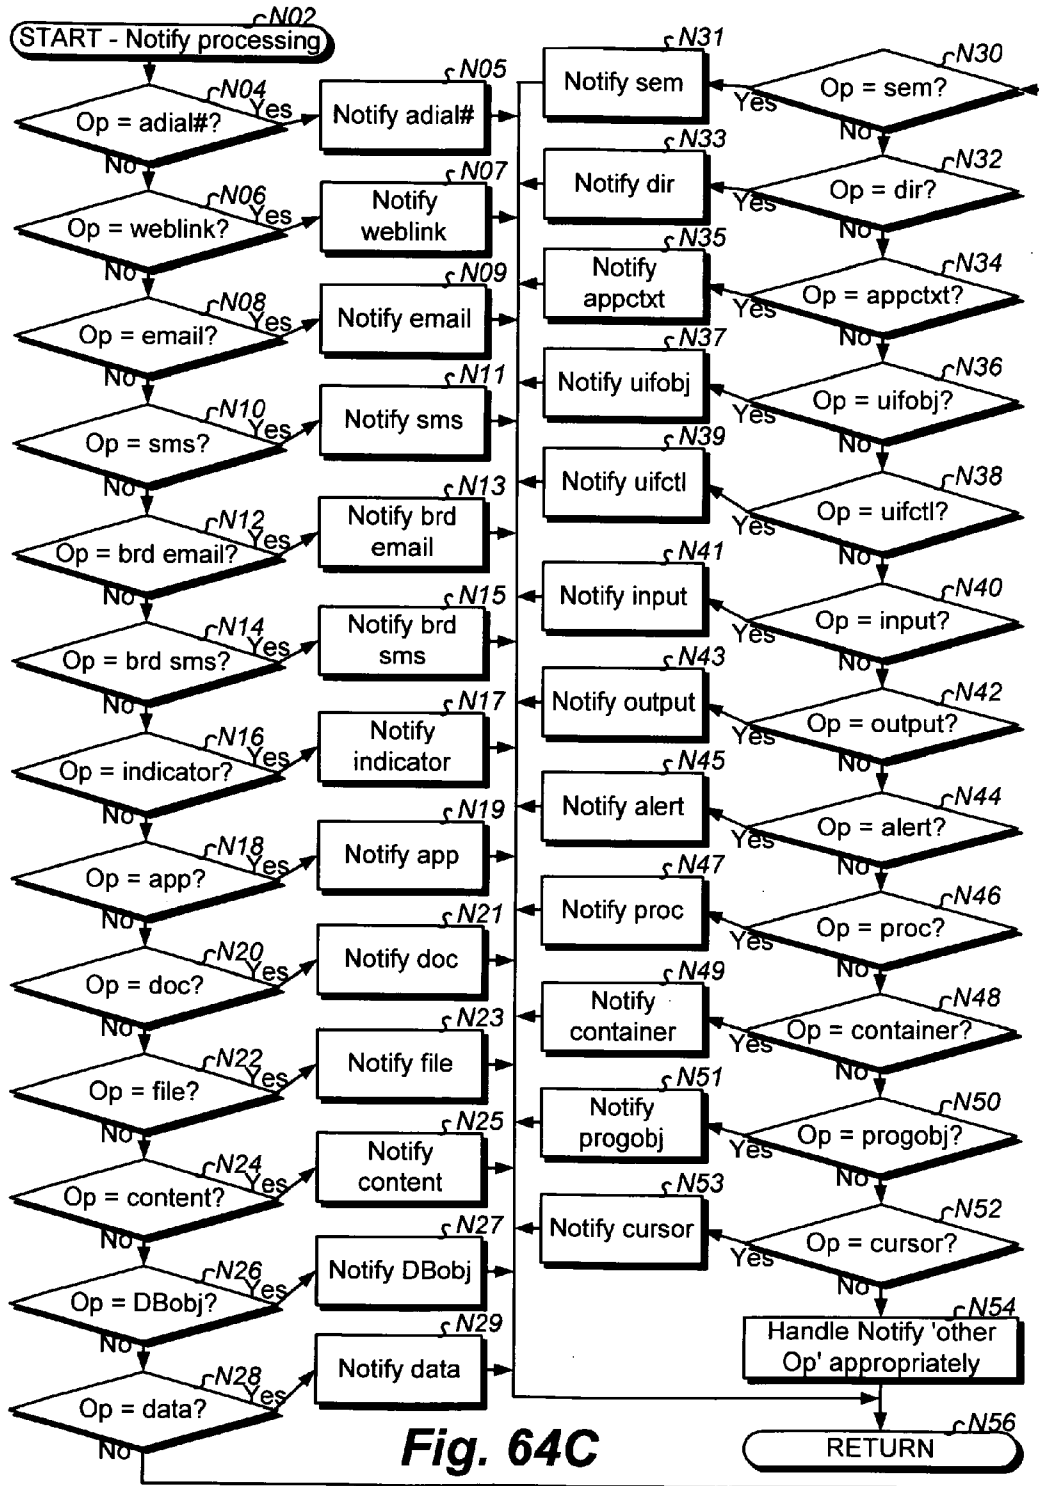 N02
START - Notify processing
N04
Op = adial#?
Yes
No
N05
Notify adial#
N06
Op = weblink?
Yes
No
N07
Notify
weblink
N08
Op = email?
Yes
No
N09
Notify email
N10
Op = sms?
Yes
No
N11
Notify sms
N12
Op = brd email?
Yes
No
N13
Notify brd
email
N14
Op = brd sms?
Yes
No
N15
Notify brd
sms
N16
Op = indicator?
Yes
No
N17
Notify
indicator
N18
Op = app?
Yes
No
N19
Notify app
N20
Op = doc?
Yes
No
N21
Notify doc
N22
Op = file?
Yes
No
N23
Notify file
N24
Op = content?
Yes
No
N25
Notify
content
N26
Op = DBobj?
Yes
No
N27
Notify DBobj
N28
Op = data?
Yes
No
N29
Notify data
N30
Op = sem?
Yes
No
N31
Notify sem
N32
Op = dir?
Yes
No
N33
Notify dir
N34
Op = appctxt?
Yes
No
N35
Notify
appctxt
N36
Op = uifobj?
Yes
No
N37
Notify uifobj
N38
Op = uifctl?
Yes
No
N39
Notify uifctl
N40
Op = input?
Yes
No
N41
Notify input
N42
Op = output?
Yes
No
N43
Notify output
N44
Op = alert?
Yes
No
N45
Notify alert
N46
Op = proc?
Yes
No
N47
Notify proc
N48
Op = container?
Yes
No
N49
Notify
container
N50
Op = progobj?
Yes
No
N51
Notify
progobj
N52
Op = cursor?
Yes
No
N53
Notify cursor
N54
Handle Notify 'other
Op' appropriately
N56
RETURN
Fig. 64C